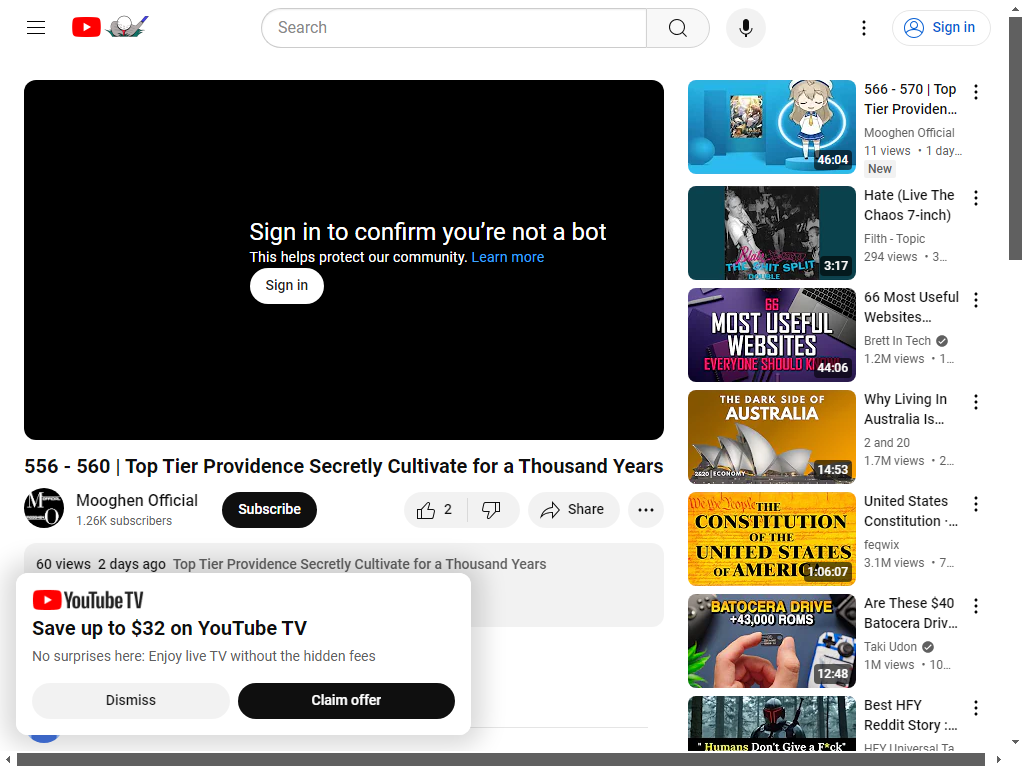 Search
Sign in
Sign in to confirm you're not a bot
This helps protect our community. Learn more
Sign in
556 - 560 | Top Tier Providence Secretly Cultivate for a Thousand Years
Mooghen Official
1.26K subscribers
Subscribe
2
Share
60 views 2 days ago Top Tier Providence Secretly Cultivate for a Thousand Years
YouTube TV
Save up to $32 on YouTube TV
No surprises here: Enjoy live TV without the hidden fees
Dismiss
Claim offer
46:04
566 - 570 | Top
Tier Providen...
Mooghen Official
11 views • 1 day...
New
THE SHIT SPLIT
DOUBLE
3:17
Hate (Live The
Chaos 7-inch)
Filth - Topic
294 views • 3...
66
MOST USEFUL
WEBSITES
EVERYONE SHOULD
44:06
66 Most Useful
Websites...
Brett In Tech
1.2M views • 1...
THE DARK SIDE OF
AUSTRALIA
2&20 | ECONOMY
14:53
Why Living In
Australia Is...
2 and 20
1.7M views • 2...
We the People
THE
CONSTITUTION
OF THE
UNITED STATES
OF AMERICA
1:06:07
United States
Constitution ·...
feqwix
3.1M views • 7...
BATOCERA DRIVE
+43,000 ROMS
12:48
Are These $40
Batocera Driv...
Taki Udon
1M views • 10...
" Humans Don't Give a F*ck"
Best HFY
Reddit Story :...
HFY Universal Ta